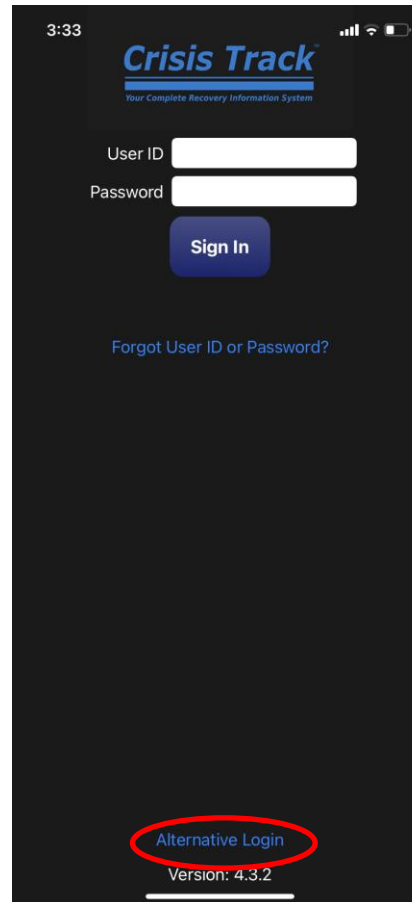 3:33
Crisis Track
Your Complete Recovery Information System
User ID
Password
Sign In
Forgot User ID or Password?
Alternative Login
Version: 4.3.2